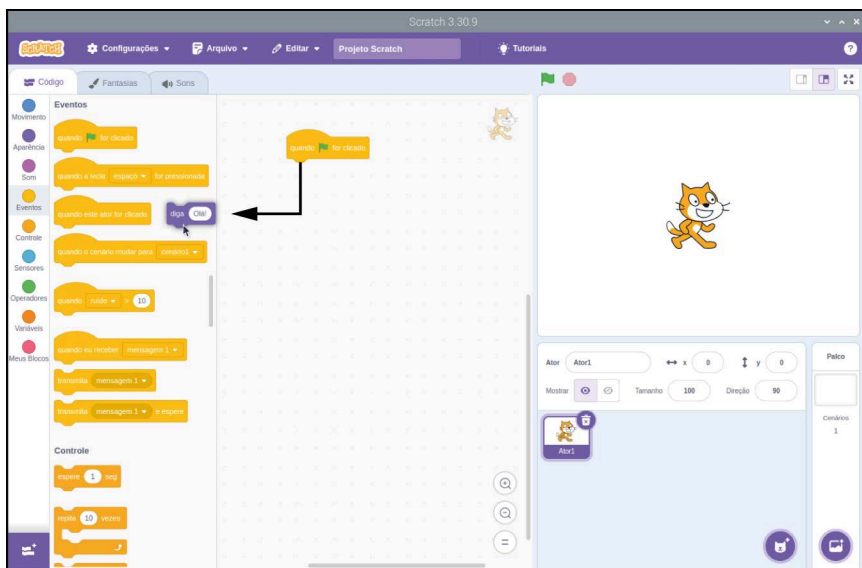 Scratch 3.30.9
SCRATCH Configurações Arquivo Editar Projeto Scratch Tutoriais ?
Código Fantasias Sons
Movimento
Aparência
Som
Eventos
Controle
Sensores
Operadores
Variáveis
Meus Blocos
Eventos
quando for clicado
quando a tecla espaço for pressionada
quando este ator for clicado
diga Olá!
quando o cenário mudar para cenário1
quando ruído > 10
quando eu receber mensagem 1
transmita mensagem 1
transmita mensagem 1 e espere
Controle
espere 1 seg
repita 10 vezes
quando for clicado
Ator Ator1 x 0 y 0
Mostrar Tamanho 100 Direção 90
Ator1
Palco
Cenários
1